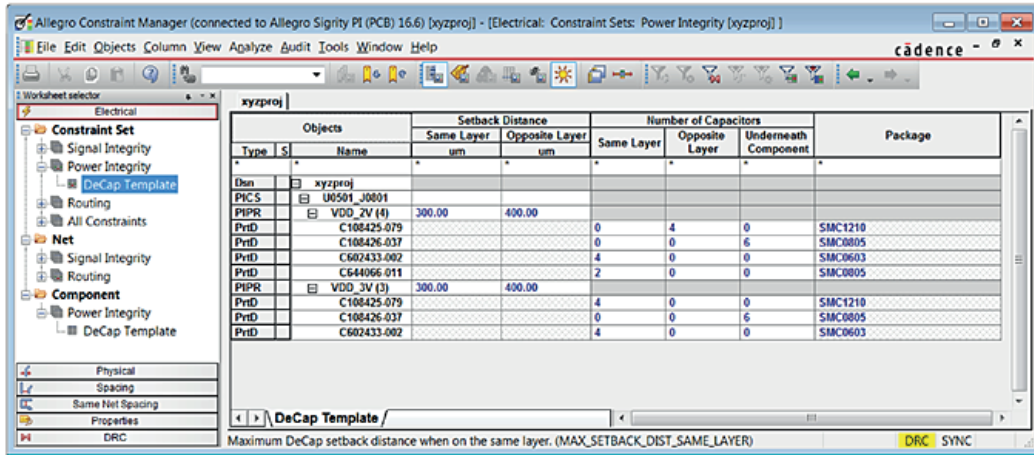 Allegro Constraint Manager (connected to Allegro Sigrity PI (PCB) 16.6) [xyzproj] - [Electrical: Constraint Sets: Power Integrity [xyzproj] ]
File Edit Objects Column View Analyze Audit Tools Window Help
cādence
Worksheet selector
Electrical
Constraint Set
Signal Integrity
Power Integrity
DeCap Template
Routing
All Constraints
Net
Signal Integrity
Routing
Component
Power Integrity
DeCap Template
Physical
Spacing
Same Net Spacing
Properties
DRC
xyzproj
Objects Setback Distance Number of Capacitors Package
Type S Name Same Layer Opposite Layer Same Layer Opposite Layer Underneath Component
um um
* * * * * * * *
Dsn xyzproj
PICS U0501_J0801
PIPR VDD_2V (4) 300.00 400.00
PrtD C108425-079 0 4 0 SMC1210
PrtD C108426-037 0 0 6 SMC0805
PrtD C602433-002 4 0 0 SMC0603
PrtD C644066-011 2 0 0 SMC0805
PIPR VDD_3V (3) 300.00 400.00
PrtD C108425-079 4 0 0 SMC1210
PrtD C108426-037 0 0 6 SMC0805
PrtD C602433-002 4 0 0 SMC0603
DeCap Template
Maximum DeCap setback distance when on the same layer. (MAX_SETBACK_DIST_SAME_LAYER)
DRC SYNC